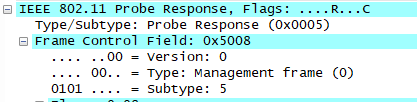 IEEE 802.11 Probe Response, Flags: ....R...C
Type/Subtype: Probe Response (0x0005)
Frame Control Field: 0x5008
.... ..00 = Version: 0
.... 00.. = Type: Management frame (0)
0101 .... = Subtype: 5